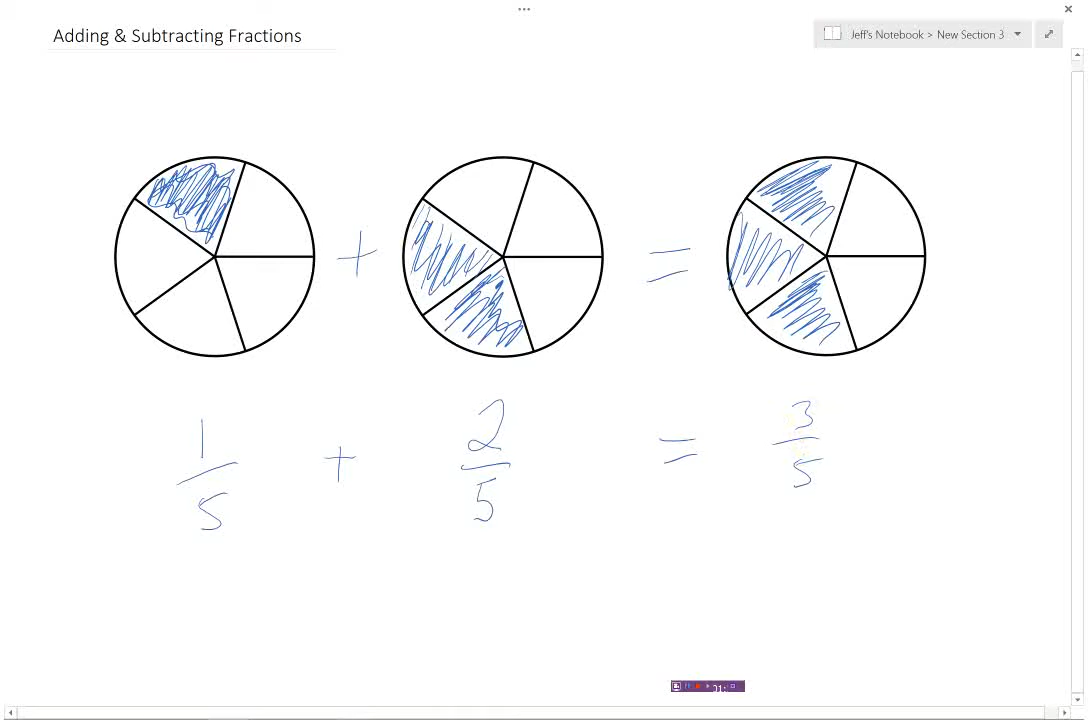 Adding & Subtracting Fractions
Jeff's Notebook > New Section 3
+ =
1/5 + 2/5 = 3/5